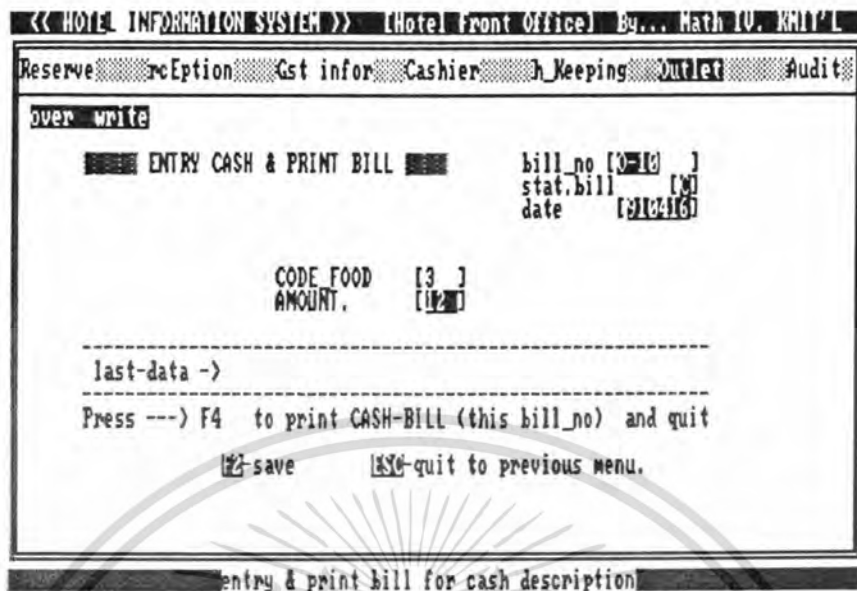 << HOTEL INFORMATION SYSTEM >> [Hotel Front Office] By... Math IV. KMIT'L
Reserve rcEption Gst infor Cashier h_Keeping Outlet Audit
over write
ENTRY CASH & PRINT BILL
bill_no [O-10 ]
stat.bill [C]
date [910416]
CODE_FOOD [3 ]
AMOUNT. [12 ]
last-data ->
Press ---> F4 to print CASH-BILL (this bill_no) and quit
F2-save ESC-quit to previous menu.
entry & print bill for cash description